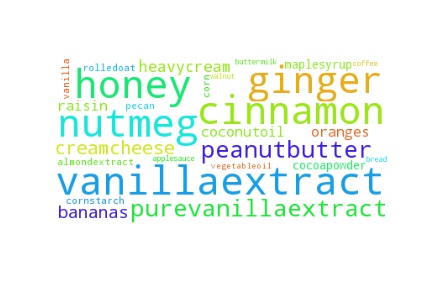 buttermilk maplesyrup coffee
vanilla rolledoat heavycream walnut
honey corn ginger
raisin pecan cinnamon
nutmeg coconutoil oranges
creamcheese peanutbutter
almondextract applesauce vegetableoil cocoapowder bread
vanillaextract
cornstarch
bananas purevanillaextract